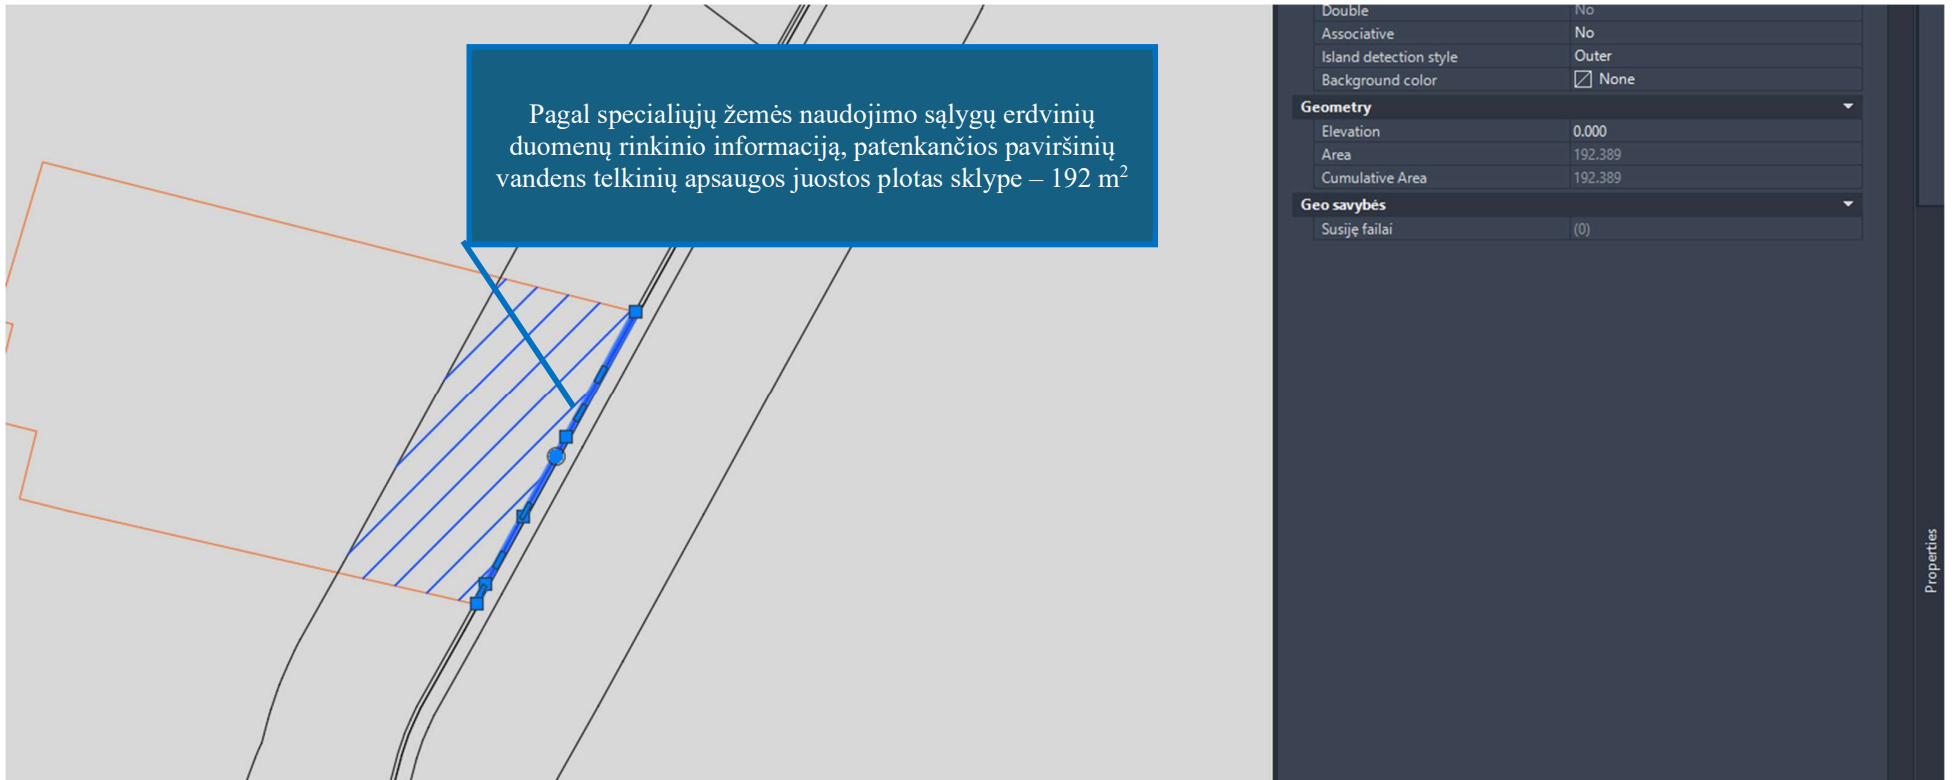 Double No
Associative No
Island detection style Outer
Background color None
Geometry
Elevation 0.000
Area 192.389
Cumulative Area 192.389
Geo savybės
Susiję failai (0)
Properties
Pagal specialiųjų žemės naudojimo sąlygų erdvinių
duomenų rinkinio informaciją, patenkančios paviršinių
vandens telkinių apsaugos juostos plotas sklype – 192 m²